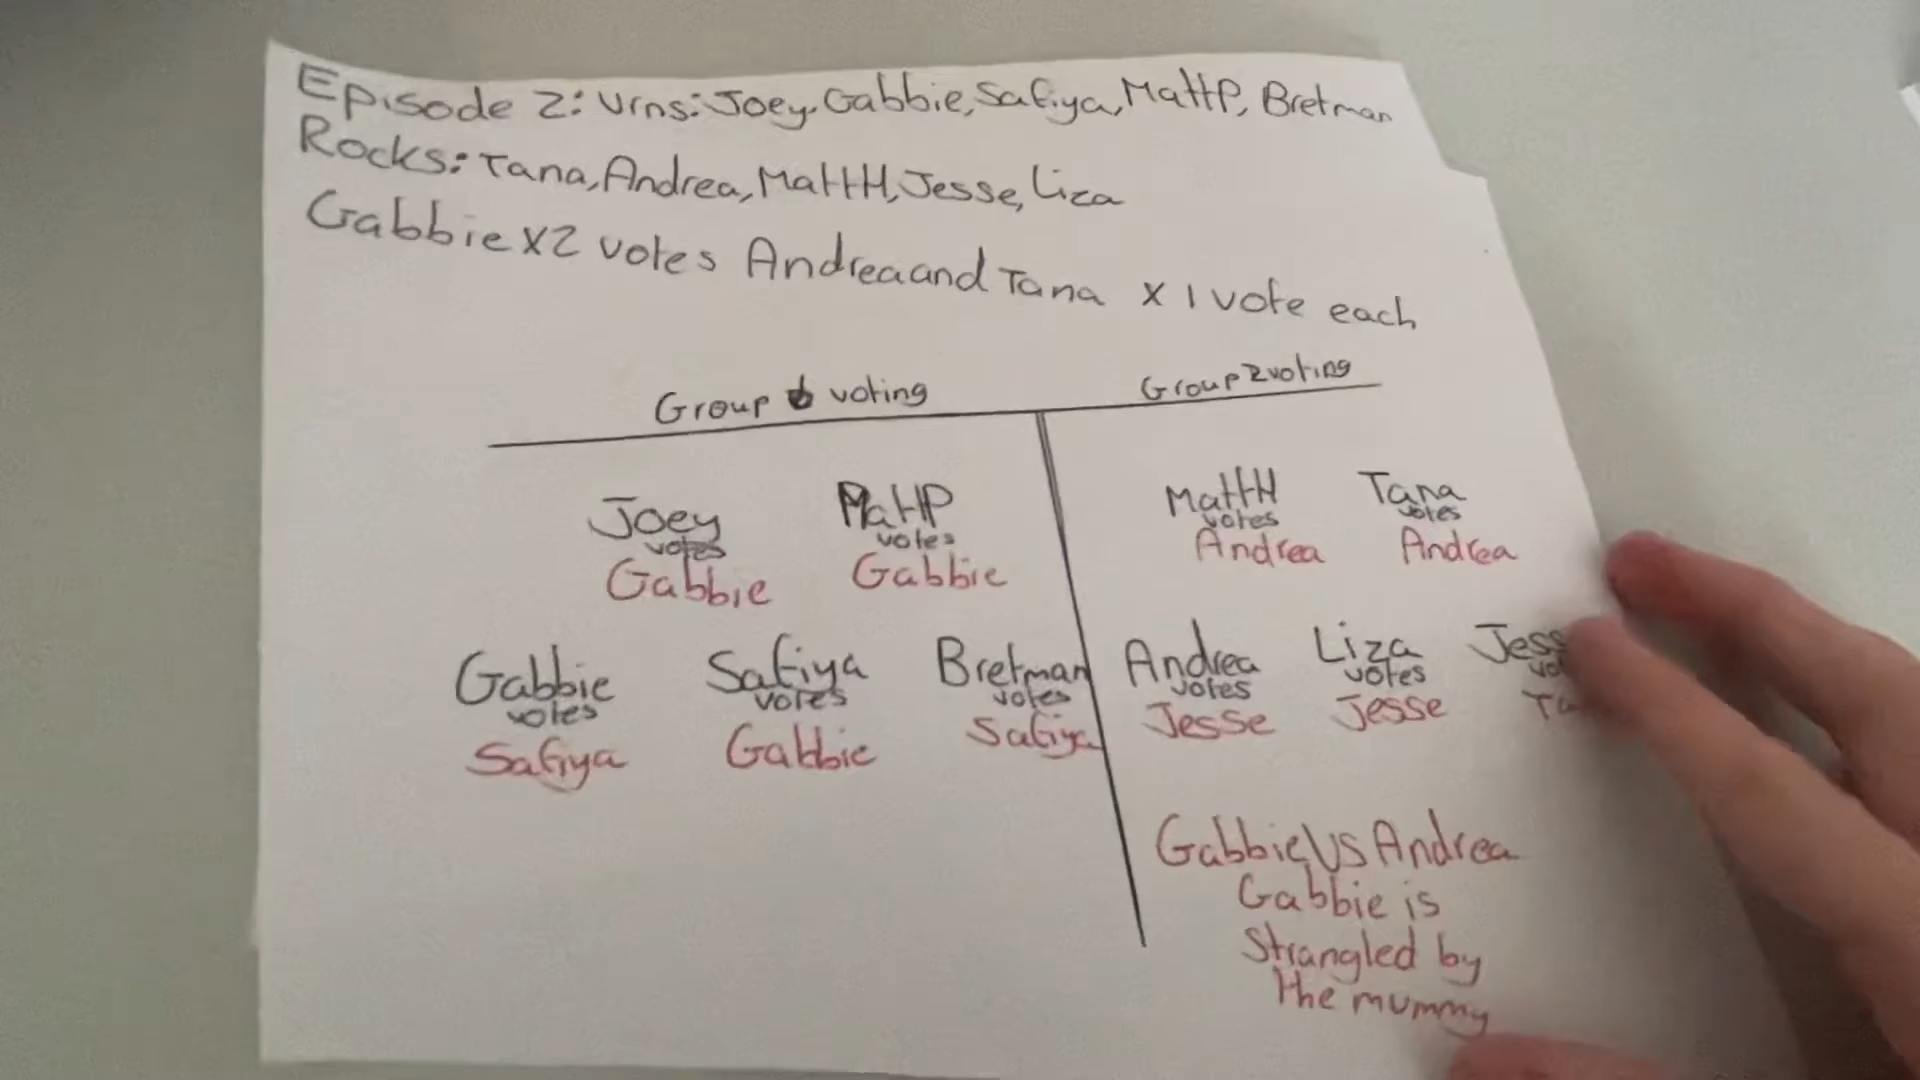 Episode 2: Urns: Joey, Gabbie, Safiya, MattP, Bretman
Rocks: Tana, Andrea, MattH, Jesse, Liza
Gabbie x2 votes Andrea and Tana x 1 vote each
Group voting
Joey votes Gabbie
MattP votes Gabbie
Gabbie votes Safiya
Safiya votes Gabbie
Bretman votes Safiya
Group 2 voting
MattH votes Andrea
Tana votes Andrea
Andrea votes Jesse
Liza votes Jesse
Gabbie VS Andrea
Gabbie is
Strangled by
the mummy